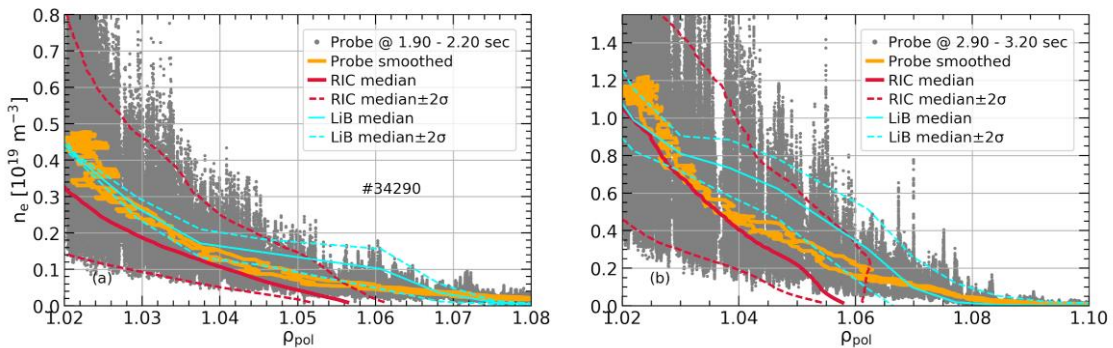 0.8
0.7
0.6
0.5
0.4
0.3
0.2
0.1
0.0
n_e [10^19 m^−3]
Probe @ 1.90 - 2.20 sec
Probe smoothed
RIC median
RIC median±2σ
LiB median
LiB median±2σ
#34290
(a)
1.02 1.03 1.04 1.05 1.06 1.07 1.08
ρ_pol
1.4
1.2
1.0
0.8
0.6
0.4
0.2
0.0
Probe @ 2.90 - 3.20 sec
Probe smoothed
RIC median
RIC median±2σ
LiB median
LiB median±2σ
(b)
1.02 1.04 1.06 1.08 1.10
ρ_pol